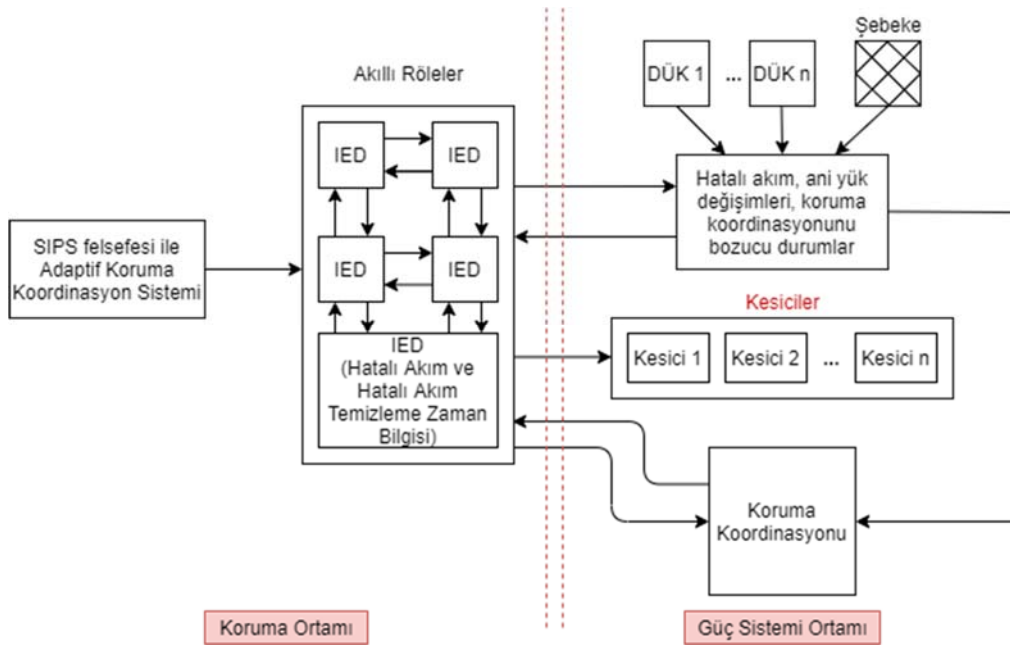 Akıllı Röleler
IED
IED
IED
IED
IED
(Hatalı Akım ve
Hatalı Akım
Temizleme Zaman
Bilgisi)
SIPS felsefesi ile
Adaptif Koruma
Koordinasyon Sistemi
Koruma Ortamı
Şebeke
DÜK 1
...
DÜK n
Hatalı akım, ani yük
değişimleri, koruma
koordinasyonunu
bozucu durumlar
Kesiciler
Kesici 1
Kesici 2
...
Kesici n
Koruma
Koordinasyonu
Güç Sistemi Ortamı